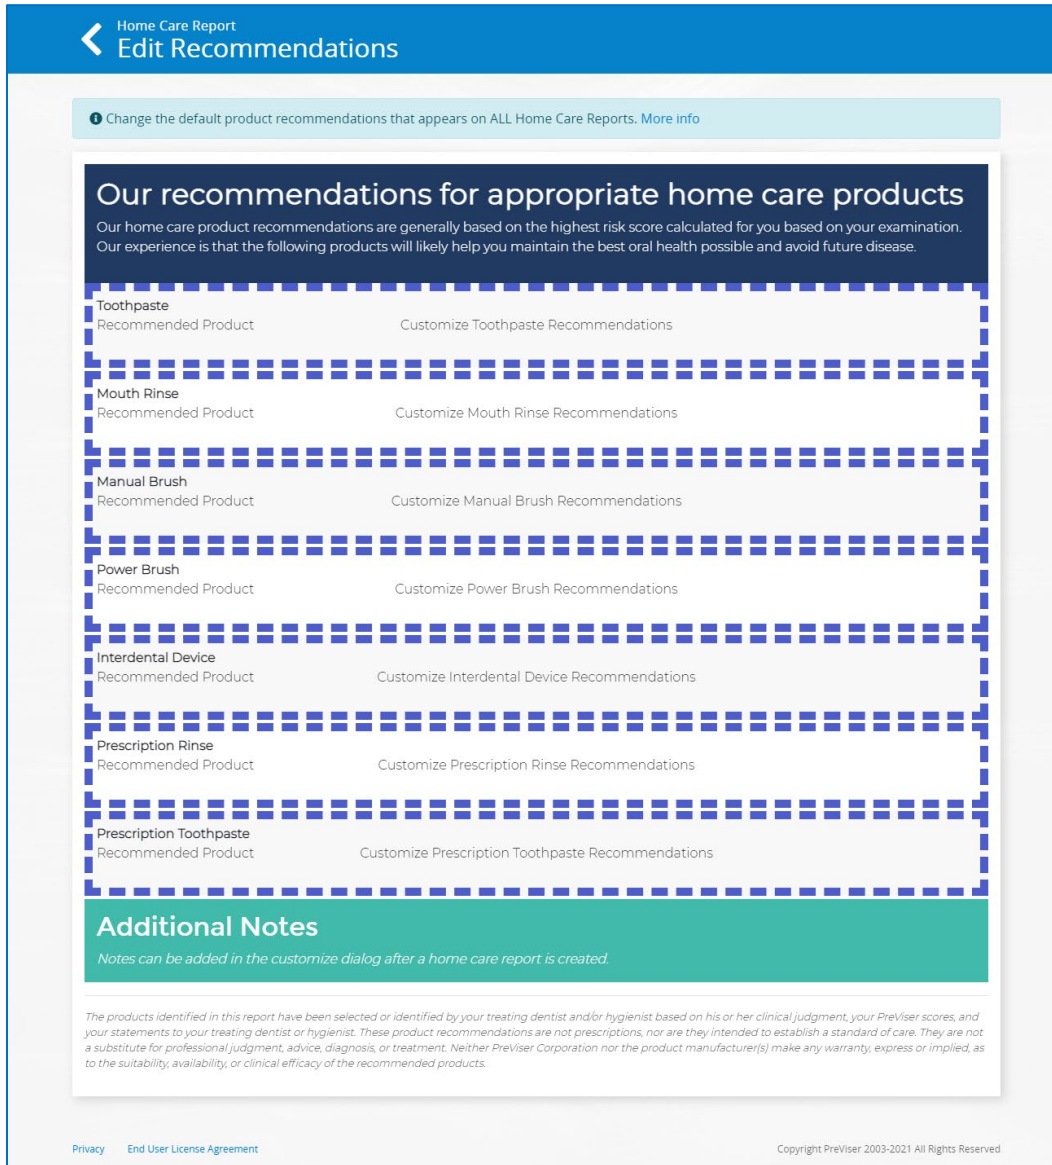 Home Care Report
Edit Recommendations
Change the default product recommendations that appears on ALL Home Care Reports. More info
Our recommendations for appropriate home care products
Our home care product recommendations are generally based on the highest risk score calculated for you based on your examination.
Our experience is that the following products will likely help you maintain the best oral health possible and avoid future disease.
Toothpaste
Recommended Product Customize Toothpaste Recommendations
Mouth Rinse
Recommended Product Customize Mouth Rinse Recommendations
Manual Brush
Recommended Product Customize Manual Brush Recommendations
Power Brush
Recommended Product Customize Power Brush Recommendations
Interdental Device
Recommended Product Customize Interdental Device Recommendations
Prescription Rinse
Recommended Product Customize Prescription Rinse Recommendations
Prescription Toothpaste
Recommended Product Customize Prescription Toothpaste Recommendations
Additional Notes
Notes can be added in the customize dialog after a home care report is created.
The products identified in this report have been selected or identified by your treating dentist and/or hygienist based on his or her clinical judgment, your PreViser scores, and
your statements to your treating dentist or hygienist. These product recommendations are not prescriptions, nor are they intended to establish a standard of care. They are not
a substitute for professional judgment, advice, diagnosis, or treatment. Neither PreViser Corporation nor the product manufacturer(s) make any warranty, express or implied, as
to the suitability, availability, or clinical efficacy of the recommended products.
Privacy End User License Agreement Copyright PreViser 2003-2021 All Rights Reserved